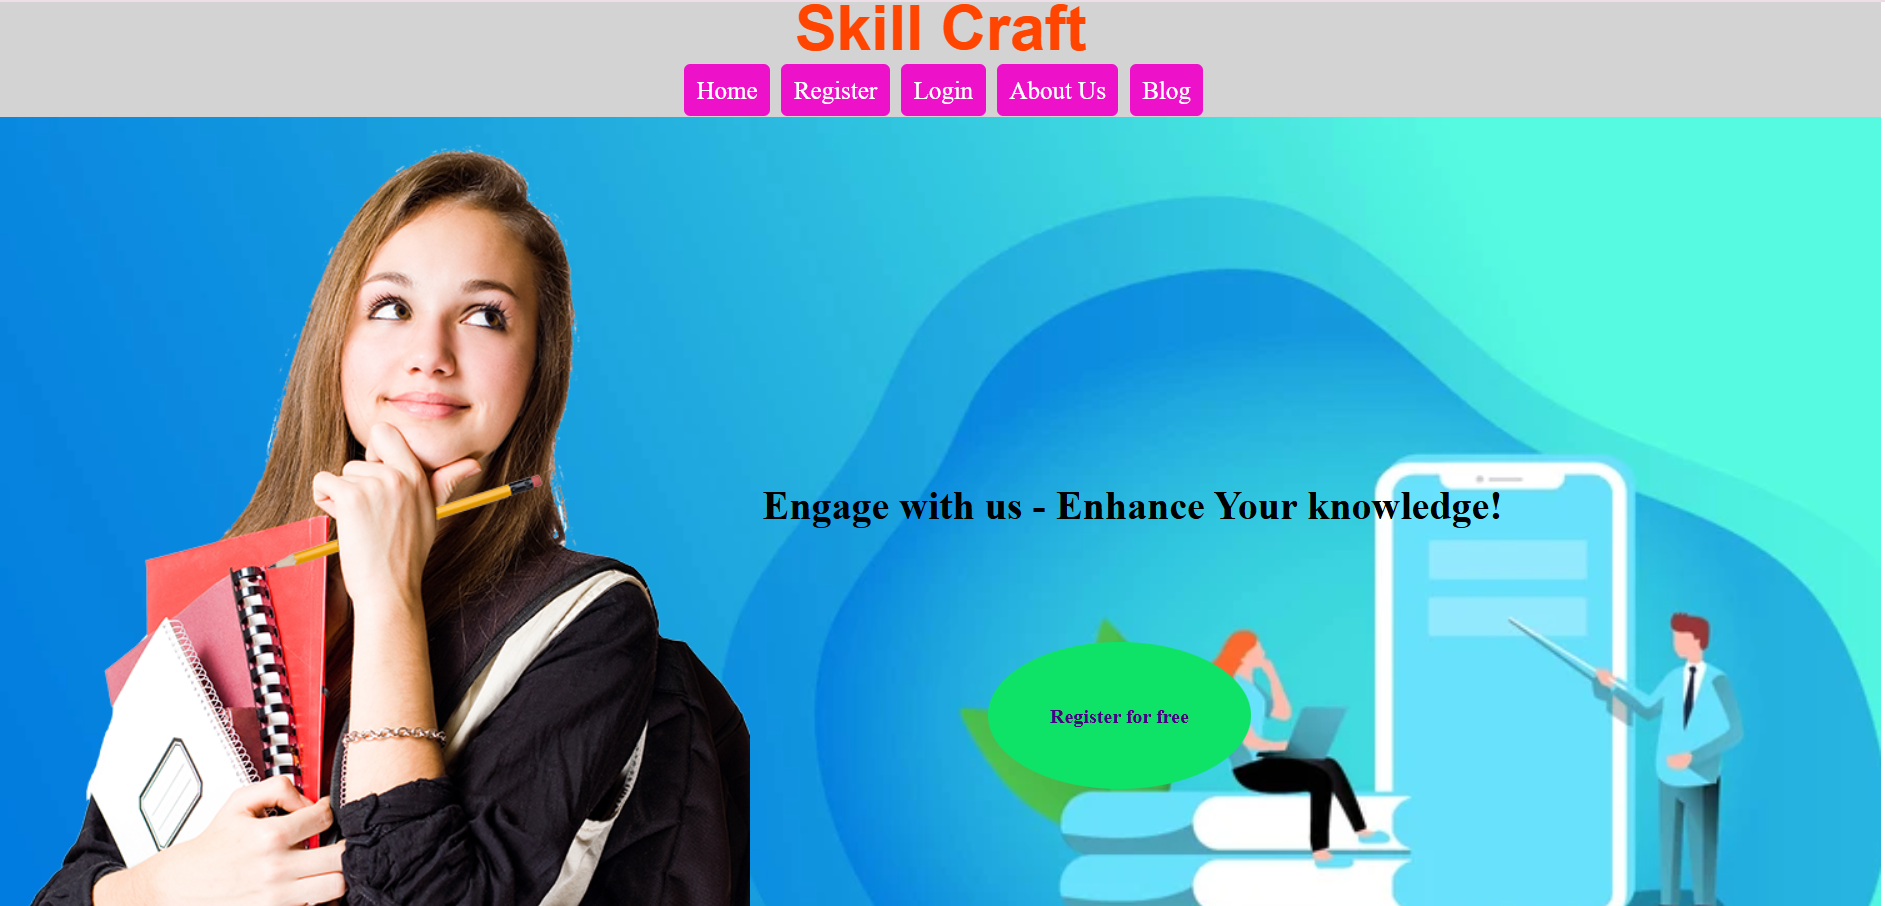 Skill Craft
Home Register Login About Us Blog
Engage with us - Enhance Your knowledge!
Register for free